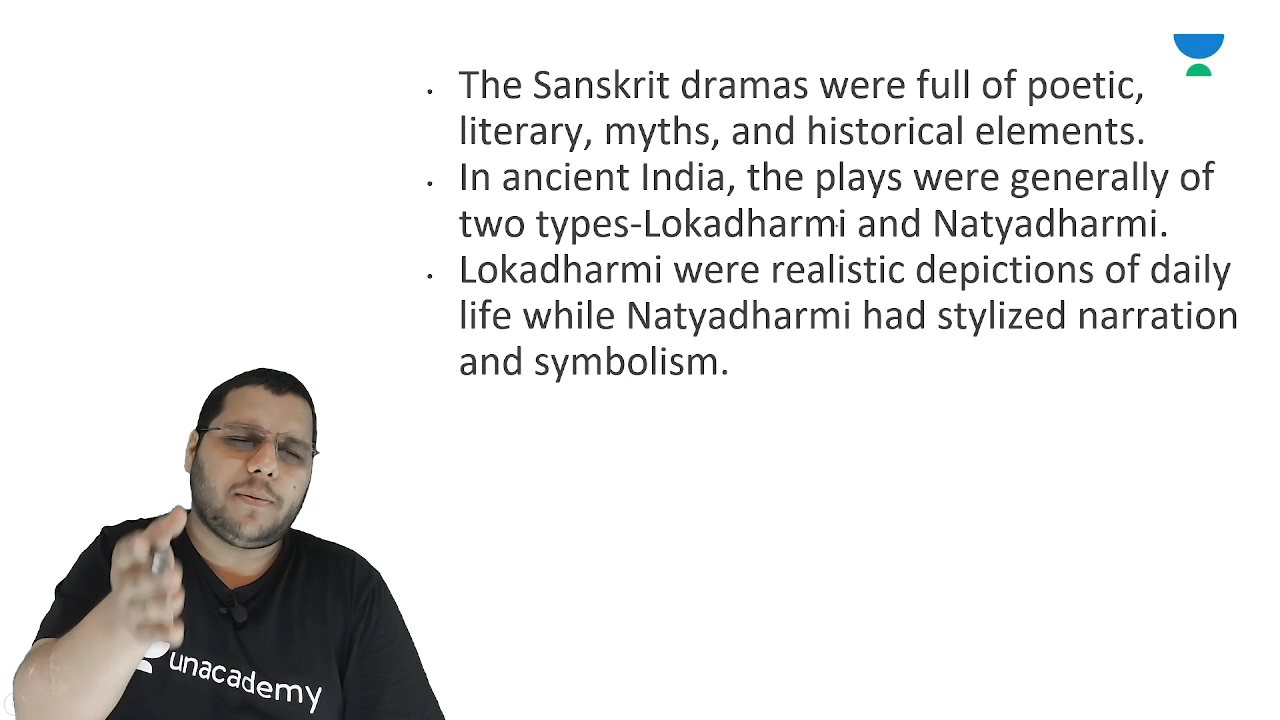 • The Sanskrit dramas were full of poetic,
literary, myths, and historical elements.
• In ancient India, the plays were generally of
two types-Lokadharmi and Natyadharmi.
• Lokadharmi were realistic depictions of daily
life while Natyadharmi had stylized narration
and symbolism.
unacademy